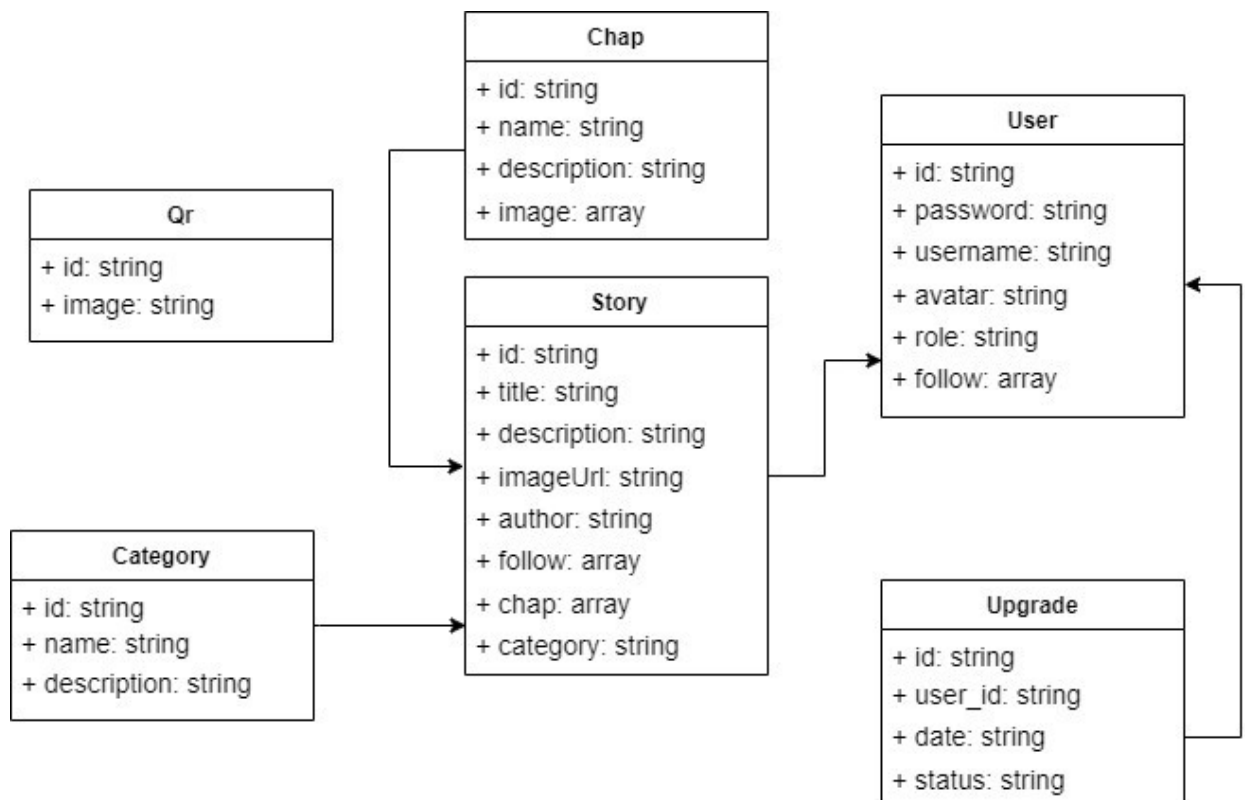 Chap
+ id: string
+ name: string
+ description: string
+ image: array
User
+ id: string
+ password: string
+ username: string
+ avatar: string
+ role: string
+ follow: array
Qr
+ id: string
+ image: string
Story
+ id: string
+ title: string
+ description: string
+ imageUrl: string
+ author: string
+ follow: array
+ chap: array
+ category: string
Category
+ id: string
+ name: string
+ description: string
Upgrade
+ id: string
+ user_id: string
+ date: string
+ status: string